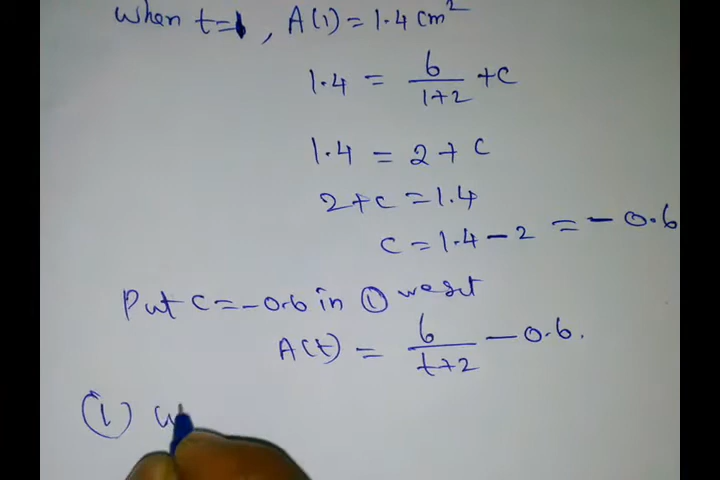 When t=1, A(1) = 1.4 cm²
1.4 = 6/(1+2) + c
1.4 = 2 + c
2+c = 1.4
c = 1.4 - 2 = - 0.6
Put c = -0.6 in ① we get
A(t) = 6/(t+2) - 0.6.
(i) W